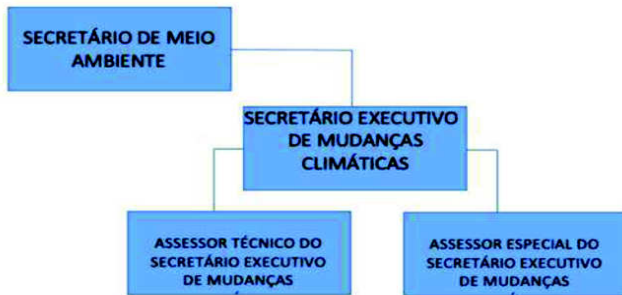 SECRETÁRIO DE MEIO
AMBIENTE
SECRETÁRIO EXECUTIVO
DE MUDANÇAS
CLIMÁTICAS
ASSESSOR TÉCNICO DO
SECRETÁRIO EXECUTIVO
DE MUDANÇAS
ASSESSOR ESPECIAL DO
SECRETÁRIO EXECUTIVO
DE MUDANÇAS